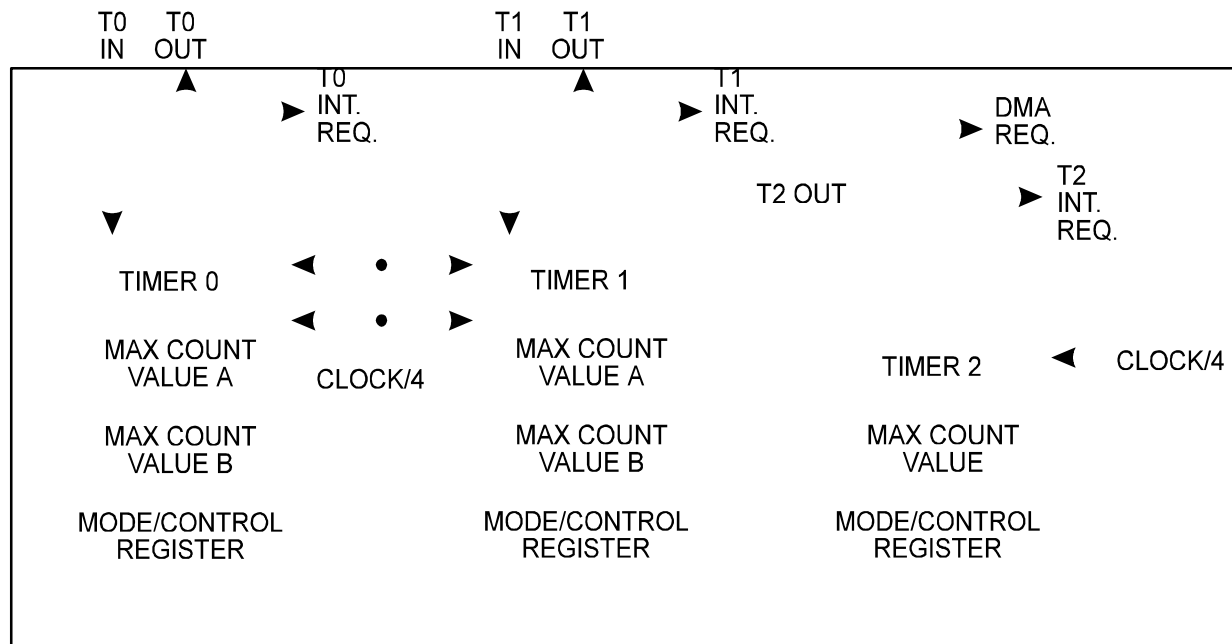 T0 IN
T0 OUT
T1 IN
T1 OUT
T0
INT.
REQ.
T1
INT.
REQ.
DMA
REQ.
T2 OUT
T2
INT.
REQ.
TIMER 0
TIMER 1
MAX COUNT
VALUE A
CLOCK/4
MAX COUNT
VALUE A
TIMER 2
CLOCK/4
MAX COUNT
VALUE B
MAX COUNT
VALUE B
MAX COUNT
VALUE
MODE/CONTROL
REGISTER
MODE/CONTROL
REGISTER
MODE/CONTROL
REGISTER